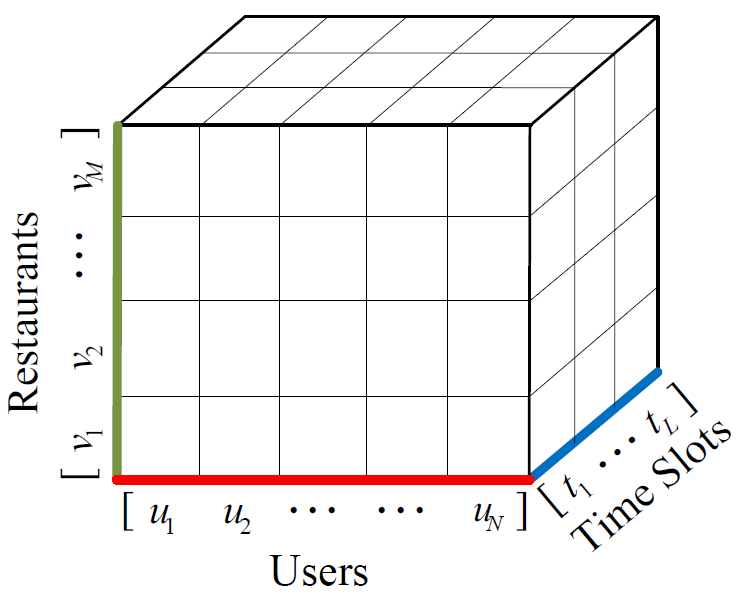 Restaurants
[ v1 v2 ⋯ vM ]
[ u1 u2 ⋯ ⋯ uN ]
Users
[ t1 ⋯ tL ]
Time Slots